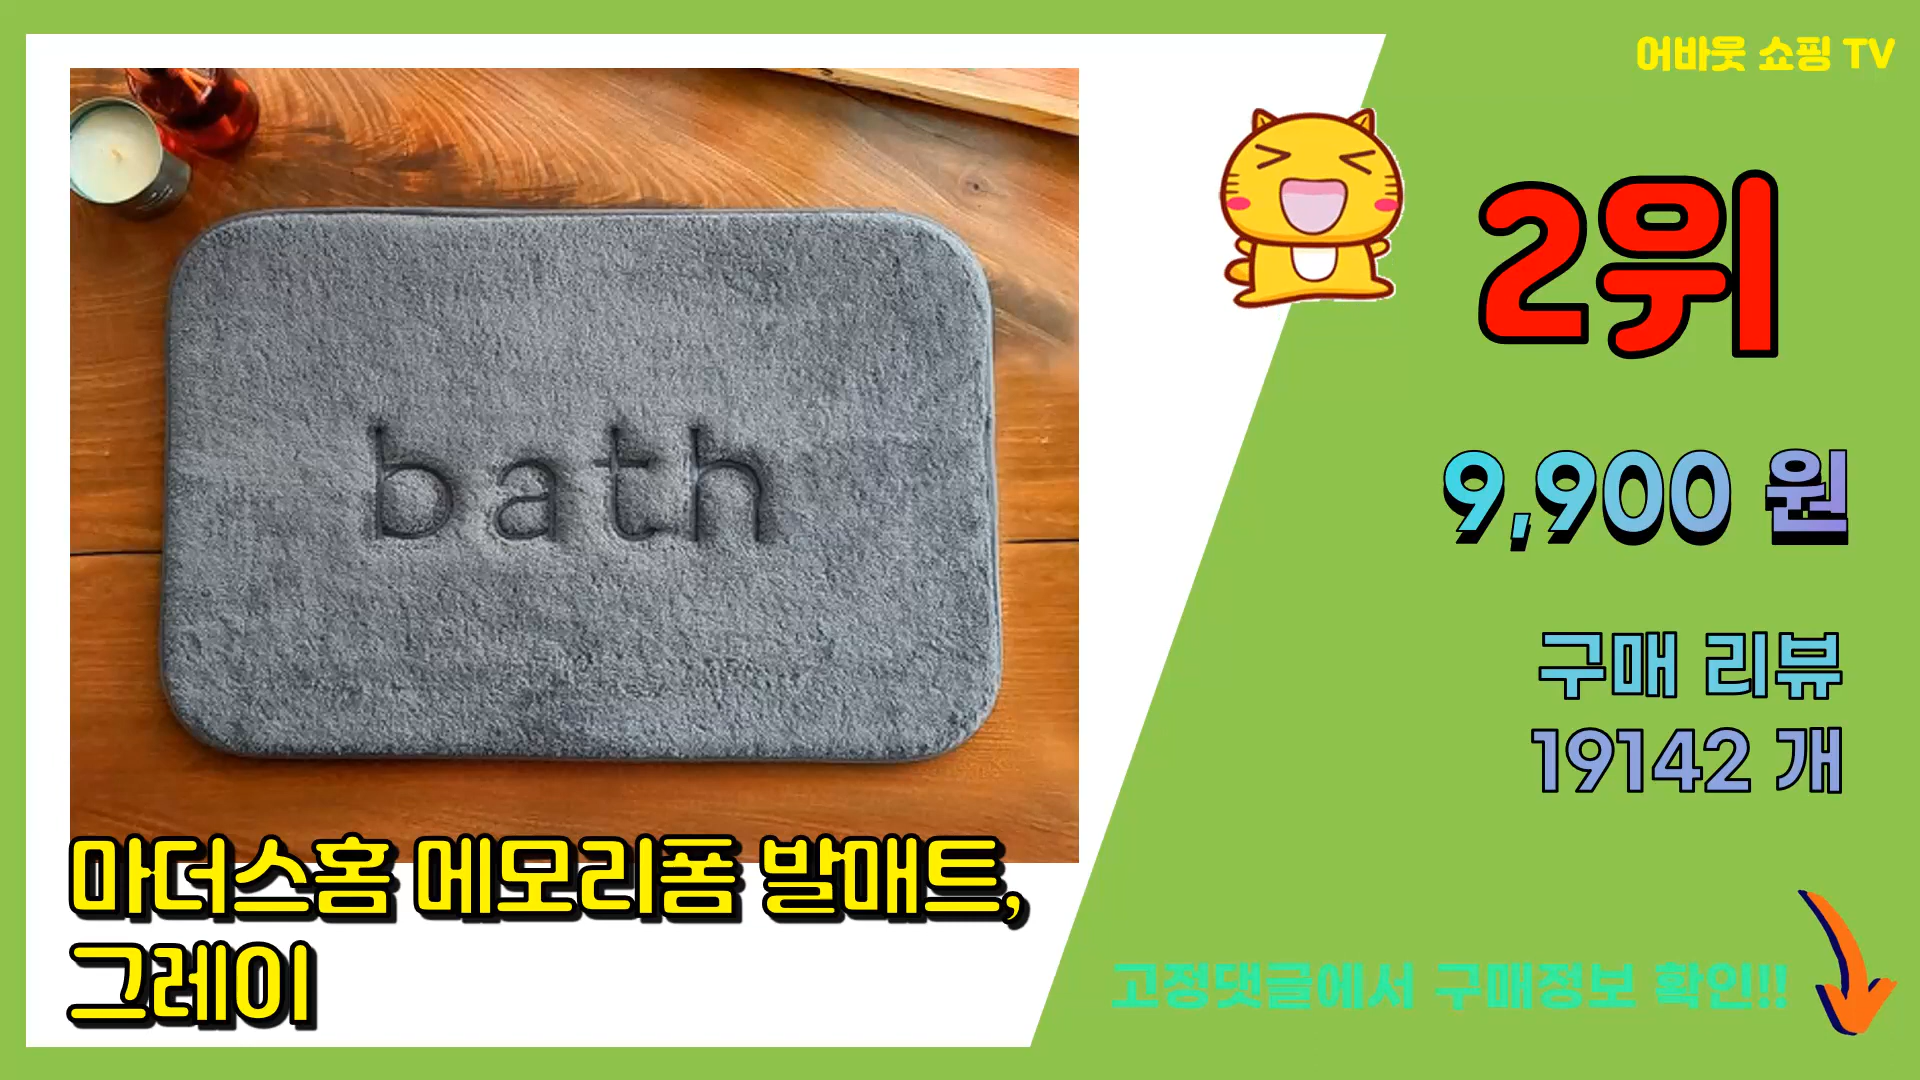 어바웃 쇼핑 TV
2위
bath
9,900 원
구매 리뷰
19142 개
마더스홈 메모리폼 발매트,
그레이
고정댓글에서 구매정보 확인!!